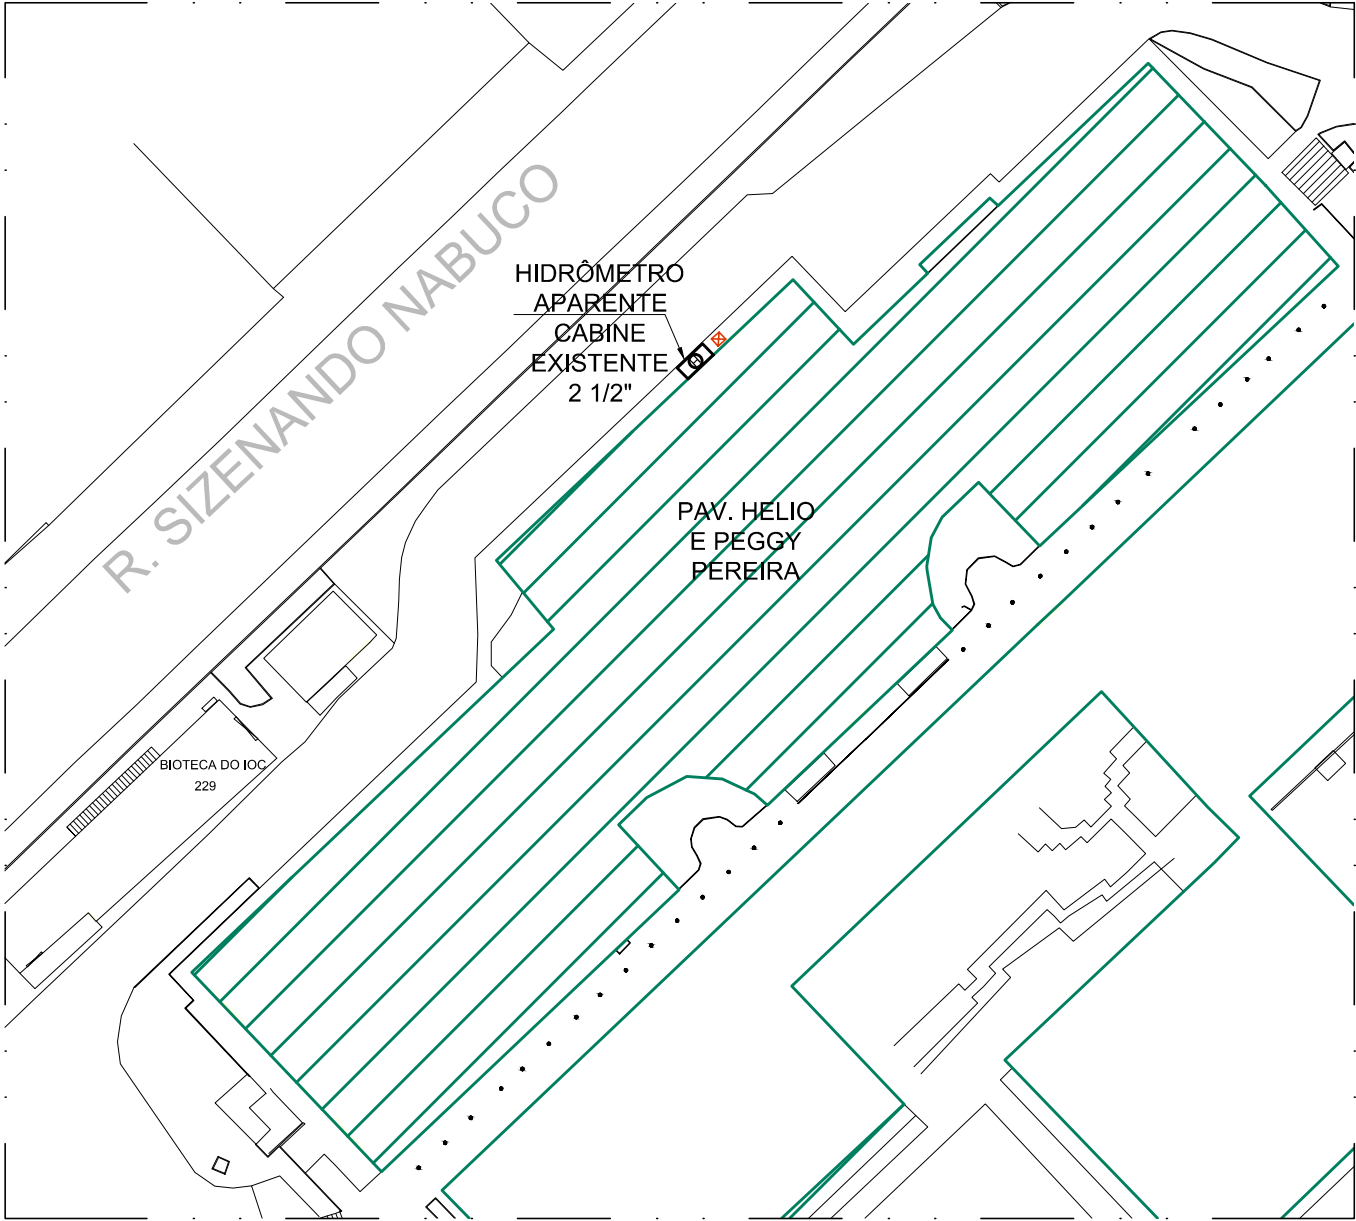 R. SIZENANDO NABUCO
HIDRÔMETRO
APARENTE
CABINE
EXISTENTE
2 1/2"
PAV. HELIO
E PEGGY
PEREIRA
BIOTECA DO IOC
229